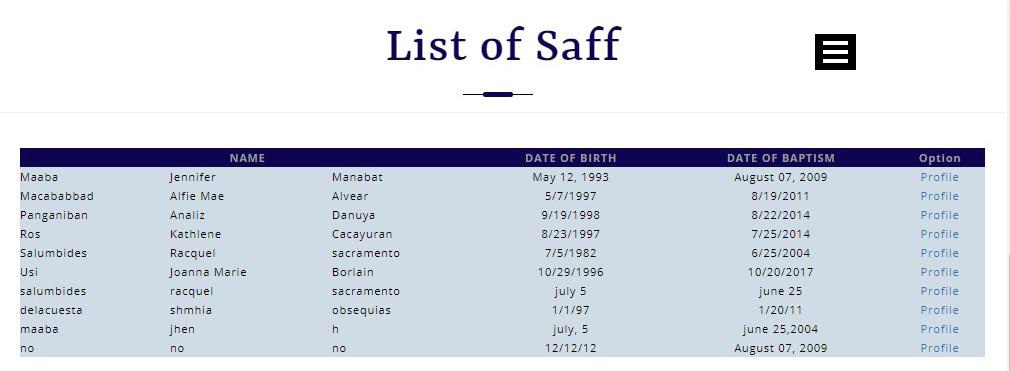 List of Saff
NAME DATE OF BIRTH DATE OF BAPTISM Option
Maaba Jennifer Manabat May 12, 1993 August 07, 2009 Profile
Macababbad Alfie Mae Alvear 5/7/1997 8/19/2011 Profile
Panganiban Analiz Danuya 9/19/1998 8/22/2014 Profile
Ros Kathlene Cacayuran 8/23/1997 7/25/2014 Profile
Salumbides Racquel sacramento 7/5/1982 6/25/2004 Profile
Usi Joanna Marie Borlain 10/29/1996 10/20/2017 Profile
salumbides racquel sacramento july 5 june 25 Profile
delacuesta shmhia obsequias 1/1/97 1/20/11 Profile
maaba jhen h july, 5 june 25,2004 Profile
no no no 12/12/12 August 07, 2009 Profile